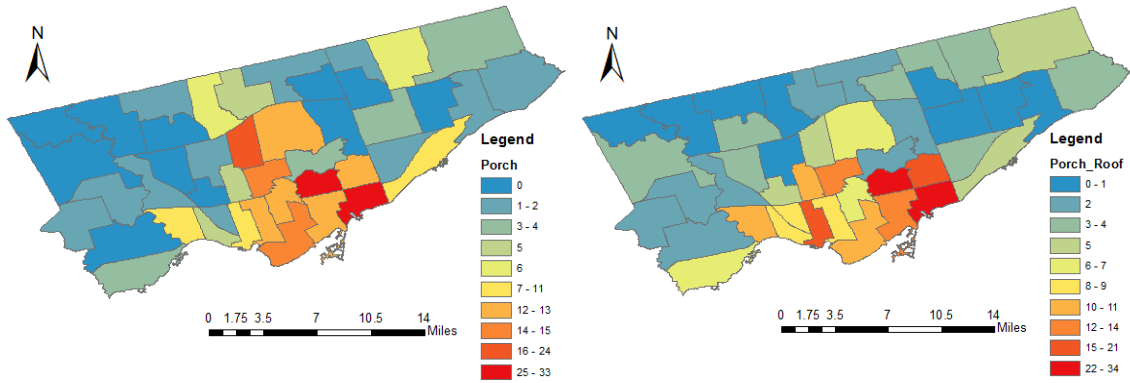 N
Legend
Porch
0
1 - 2
3 - 4
5
6
7 - 11
12 - 13
14 - 15
16 - 24
25 - 33
0 1.75 3.5 7 10.5 14
Miles
N
Legend
Porch_Roof
0 - 1
2
3 - 4
5
6 - 7
8 - 9
10 - 11
12 - 14
15 - 21
22 - 34
0 1.75 3.5 7 10.5 14
Miles